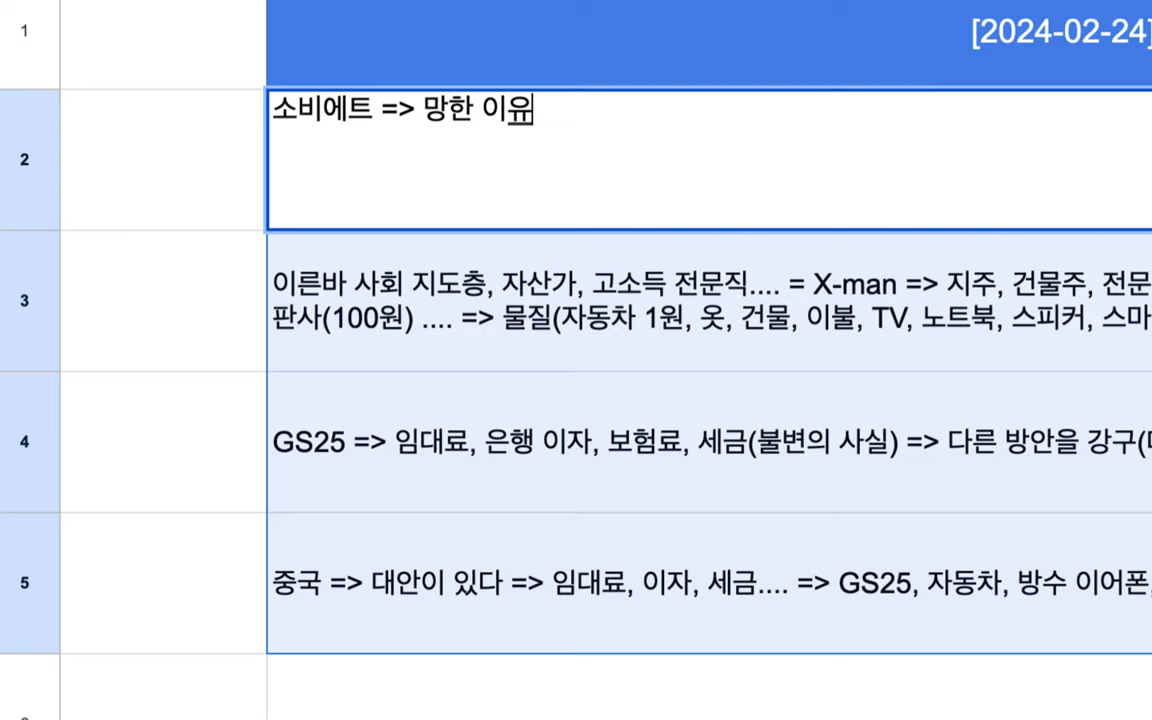 1
[2024-02-24]
2
소비에트 => 망한 이유
3
이른바 사회 지도층, 자산가, 고소득 전문직.... = X-man => 지주, 건물주, 전문
판사(100원) .... => 물질(자동차 1원, 옷, 건물, 이불, TV, 노트북, 스피커, 스마
4
GS25 => 임대료, 은행 이자, 보험료, 세금(불변의 사실) => 다른 방안을 강구(
5
중국 => 대안이 있다 => 임대료, 이자, 세금.... => GS25, 자동차, 방수 이어폰,